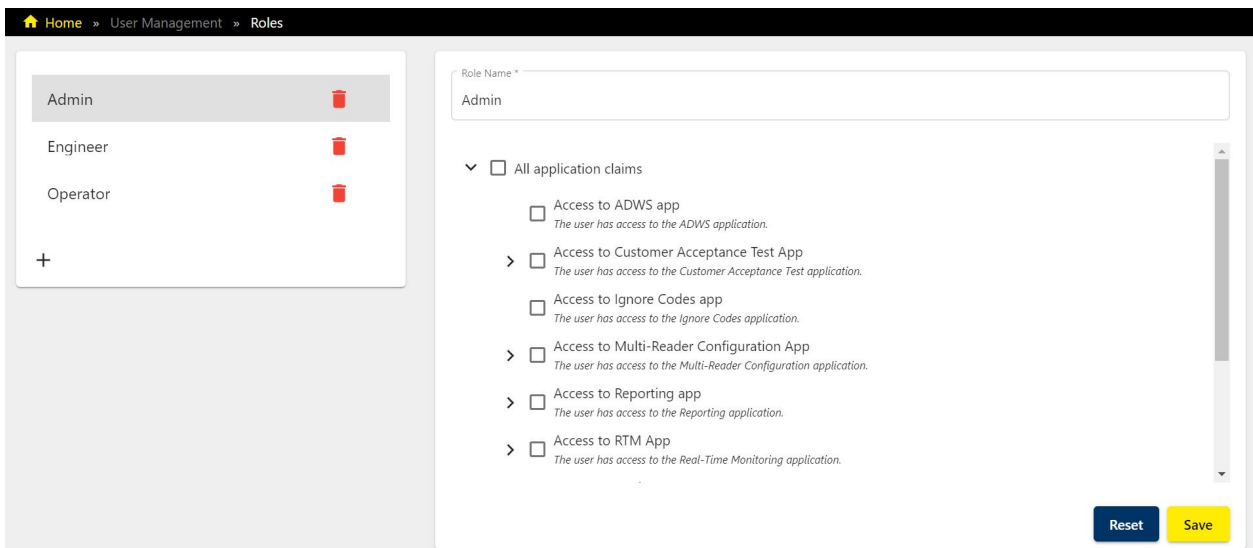 Home » User Management » Roles
Admin
Engineer
Operator
+
Role Name *
Admin
All application claims
Access to ADWS app
The user has access to the ADWS application.
Access to Customer Acceptance Test App
The user has access to the Customer Acceptance Test application.
Access to Ignore Codes app
The user has access to the Ignore Codes application.
Access to Multi-Reader Configuration App
The user has access to the Multi-Reader Configuration application.
Access to Reporting app
The user has access to the Reporting application.
Access to RTM App
The user has access to the Real-Time Monitoring application.
Reset Save